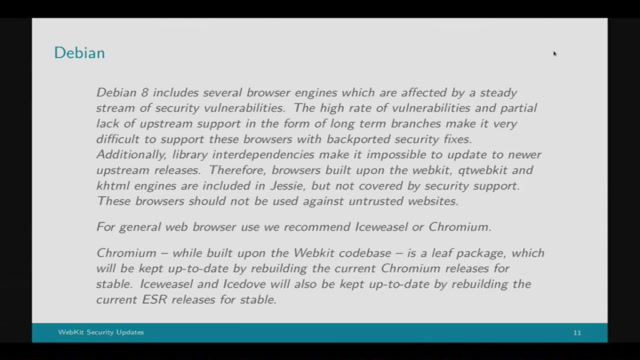 Debian
Debian 8 includes several browser engines which are affected by a steady
stream of security vulnerabilities. The high rate of vulnerabilities and partial
lack of upstream support in the form of long term branches make it very
difficult to support these browsers with backported security fixes.
Additionally, library interdependencies make it impossible to update to newer
upstream releases. Therefore, browsers built upon the webkit, qtwebkit and
khtml engines are included in Jessie, but not covered by security support.
These browsers should not be used against untrusted websites.
For general web browser use we recommend Iceweasel or Chromium.
Chromium – while built upon the Webkit codebase – is a leaf package, which
will be kept up-to-date by rebuilding the current Chromium releases for
stable. Iceweasel and Icedove will also be kept up-to-date by rebuilding the
current ESR releases for stable.
WebKit Security Updates 11